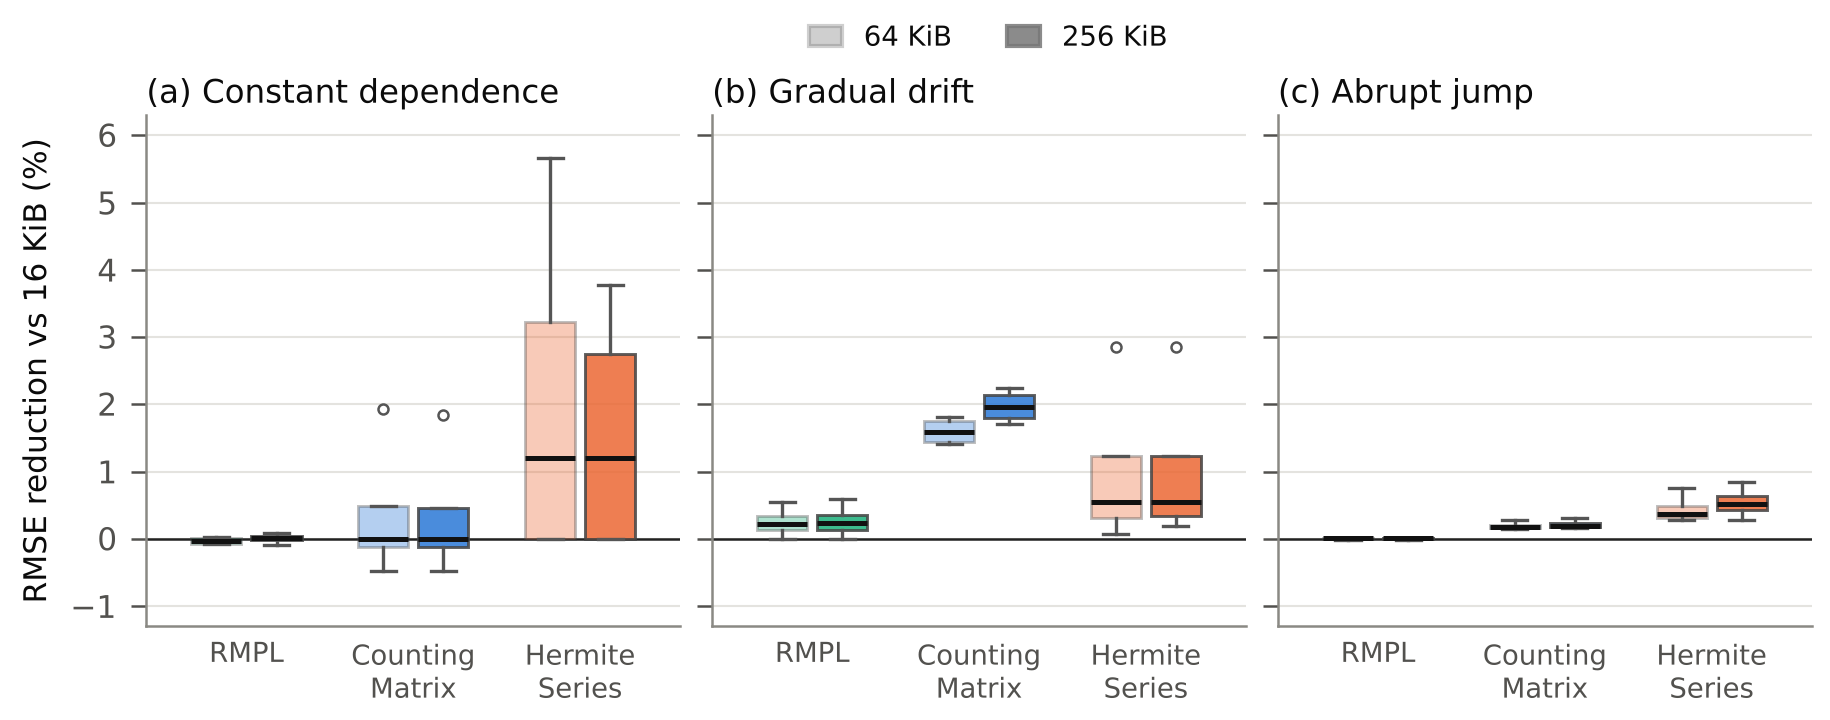 64 KiB 256 KiB
(a) Constant dependence (b) Gradual drift (c) Abrupt jump
RMSE reduction vs 16 KiB (%)
6
5
4
3
2
1
0
−1
RMPL Counting Matrix Hermite Series
RMPL Counting Matrix Hermite Series
RMPL Counting Matrix Hermite Series